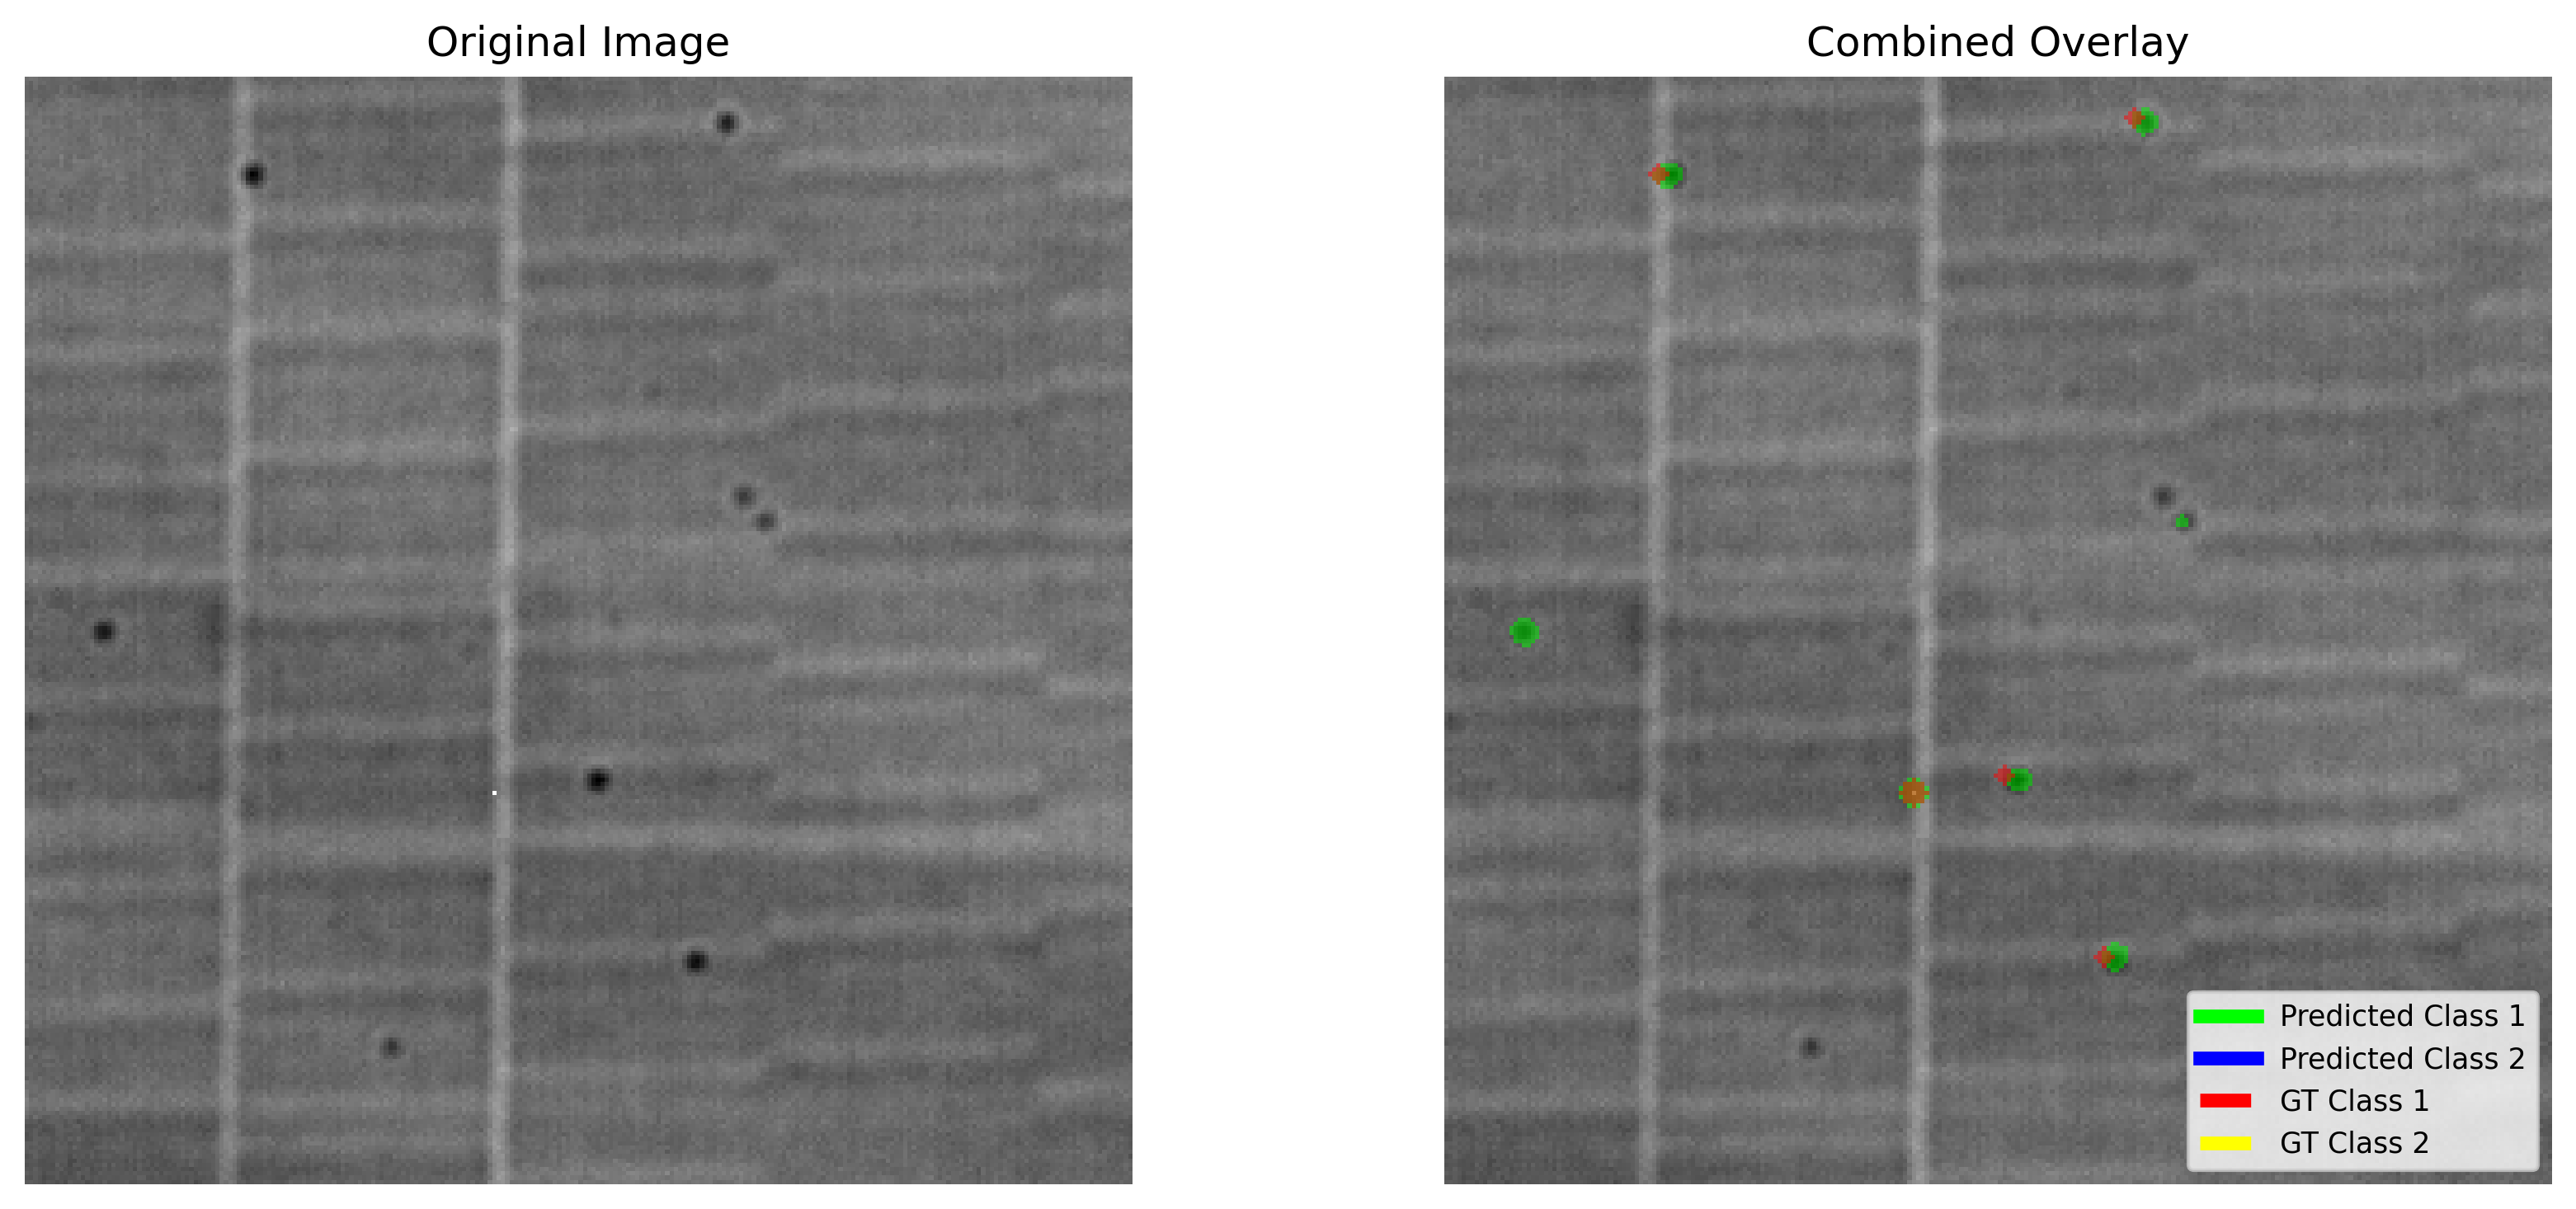 Original Image
Combined Overlay
Predicted Class 1
Predicted Class 2
GT Class 1
GT Class 2